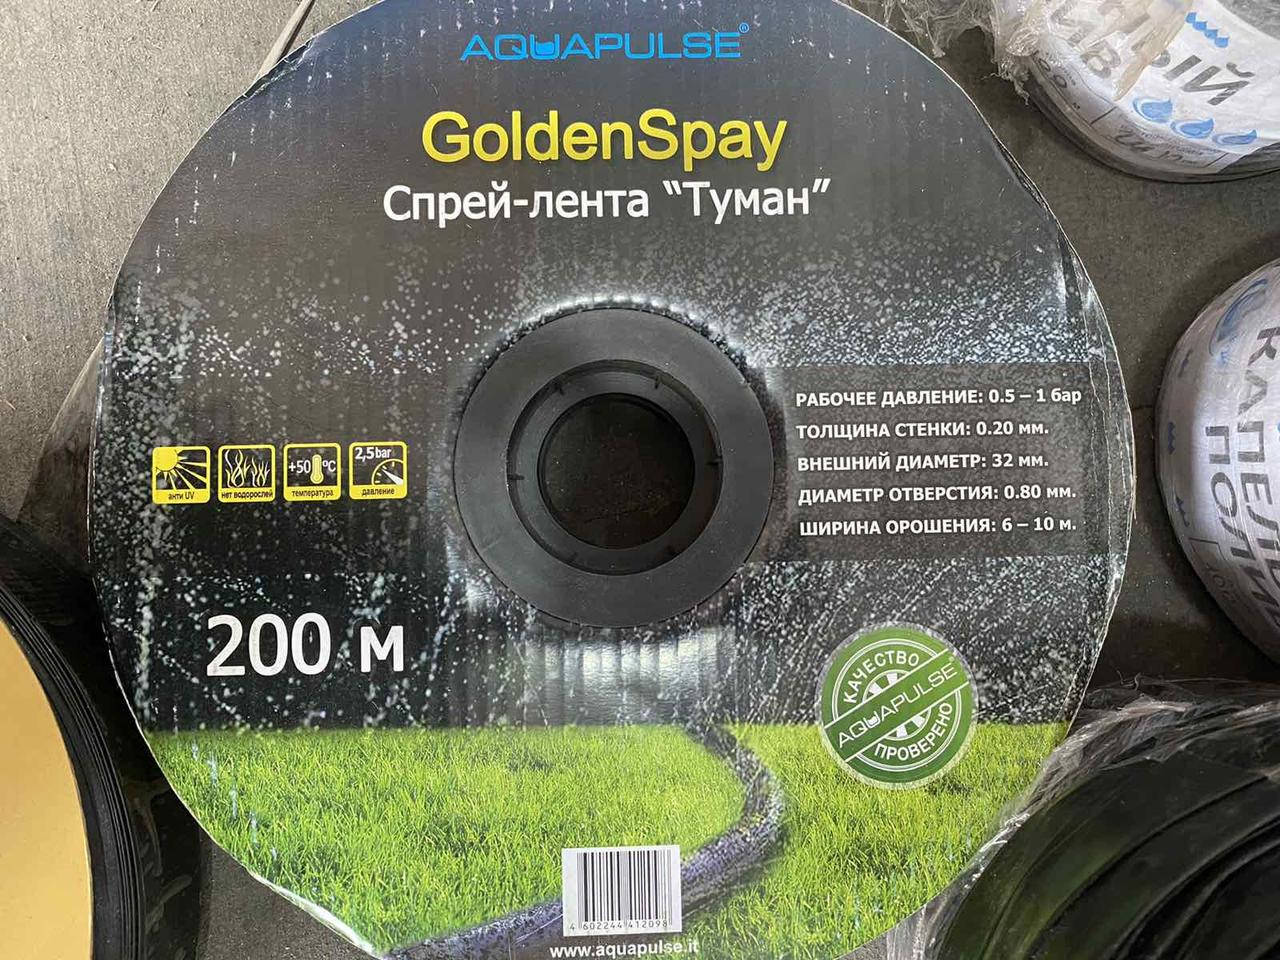 AQUAPULSE®
GoldenSpay
Спрей-лента “Туман”
РАБОЧЕЕ ДАВЛЕНИЕ: 0.5 – 1 бар
ТОЛЩИНА СТЕНКИ: 0.20 мм.
ВНЕШНИЙ ДИАМЕТР: 32 мм.
ДИАМЕТР ОТВЕРСТИЯ: 0.80 мм.
ШИРИНА ОРОШЕНИЯ: 6 – 10 м.
анти UV
нет водорослей
+50 °C
температура
2,5bar
давление
200 м
КАЧЕСТВО
AQUAPULSE®
ПРОВЕРЕНО
4 602244 412098
www.aquapulse.it